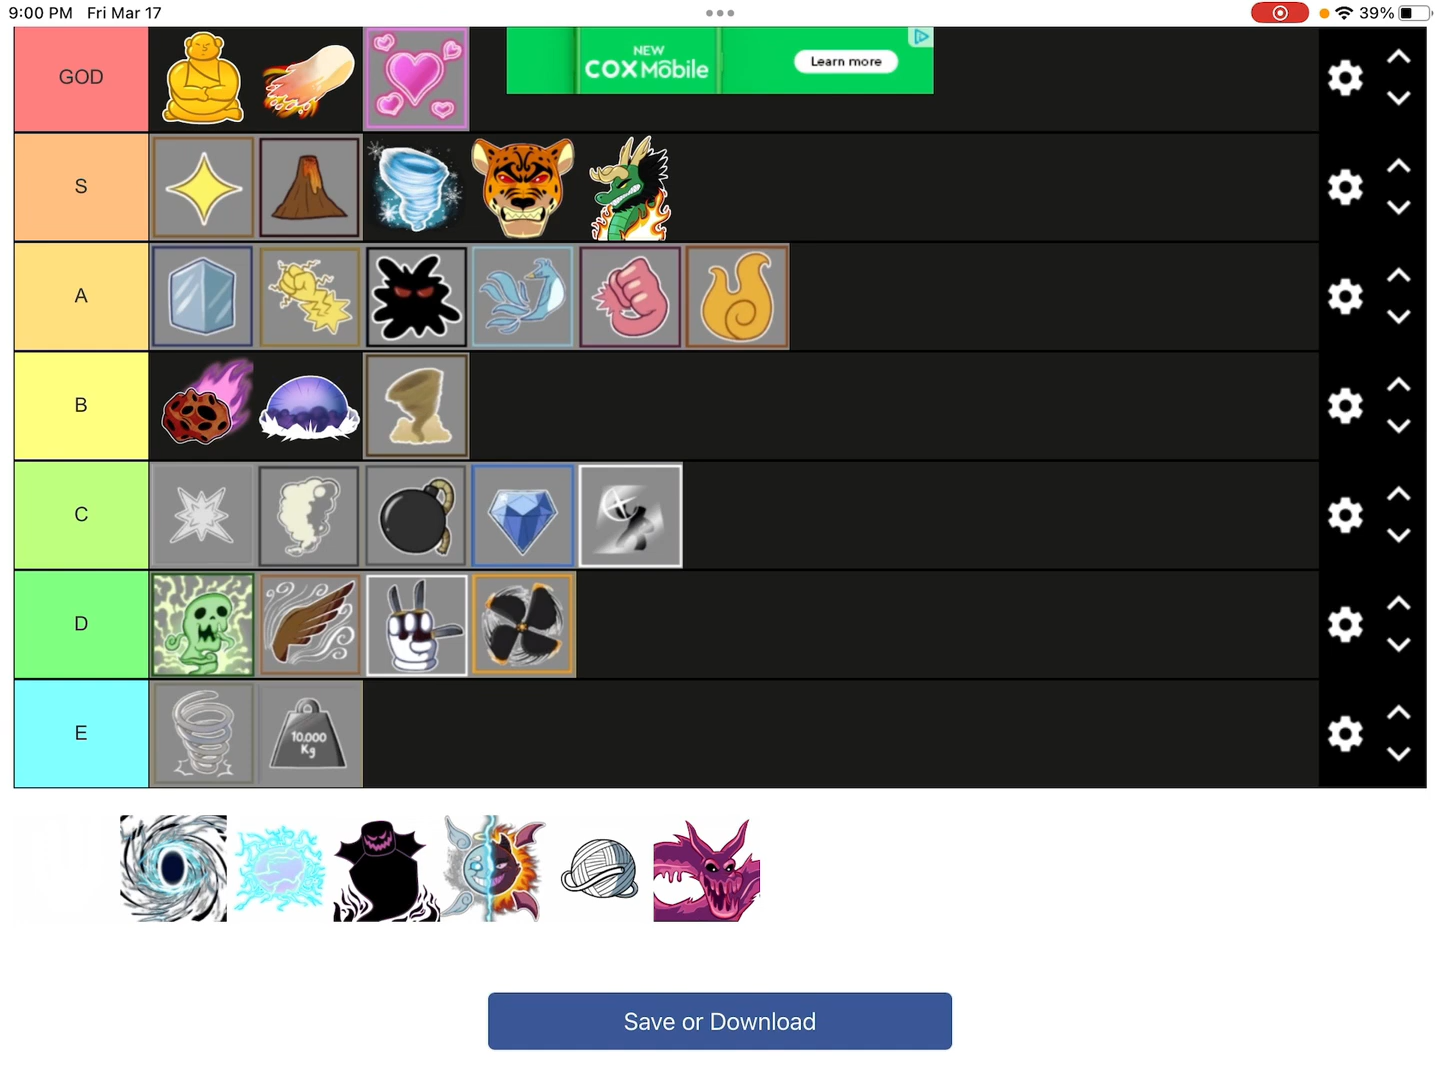 9:00 PM Fri Mar 17
39%
GOD
NEW
COX Mobile
Learn more
S
A
B
C
D
E
10.000
Kg
Save or Download